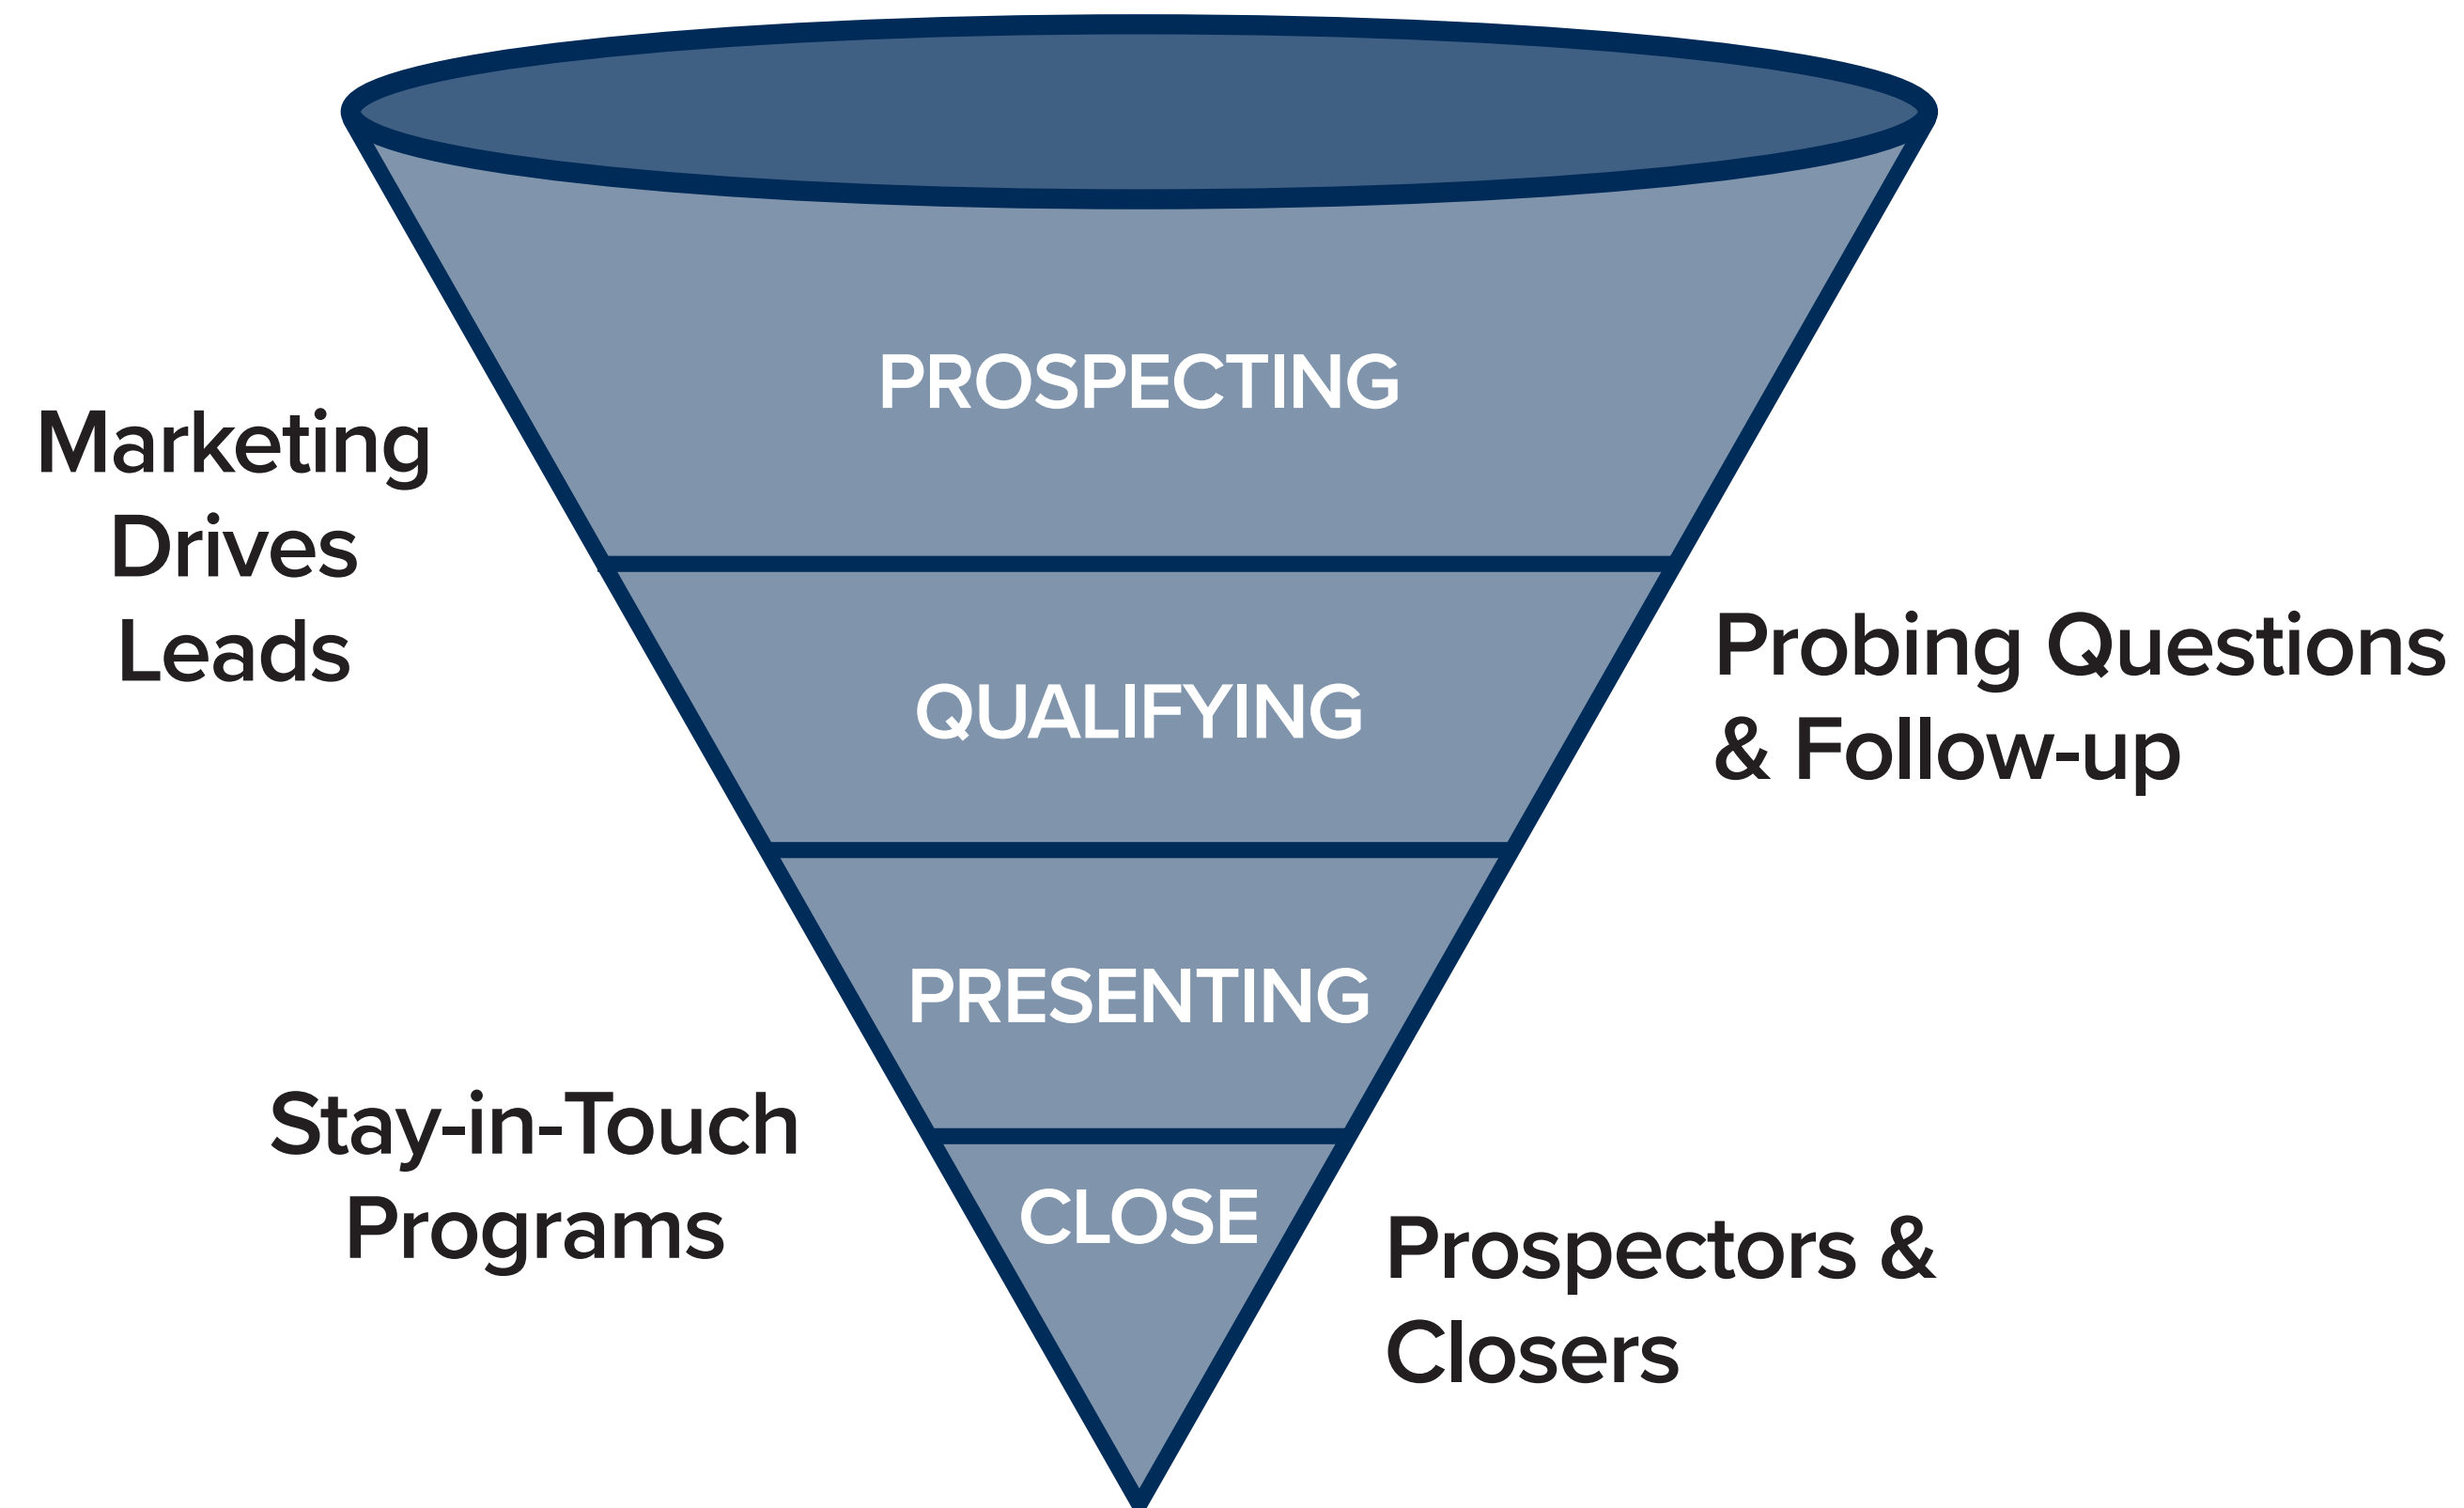 PROSPECTING
Marketing
Drives
Leads
Probing Questions
& Follow-up
QUALIFYING
PRESENTING
Stay-in-Touch
Programs
CLOSE
Prospectors &
Closers